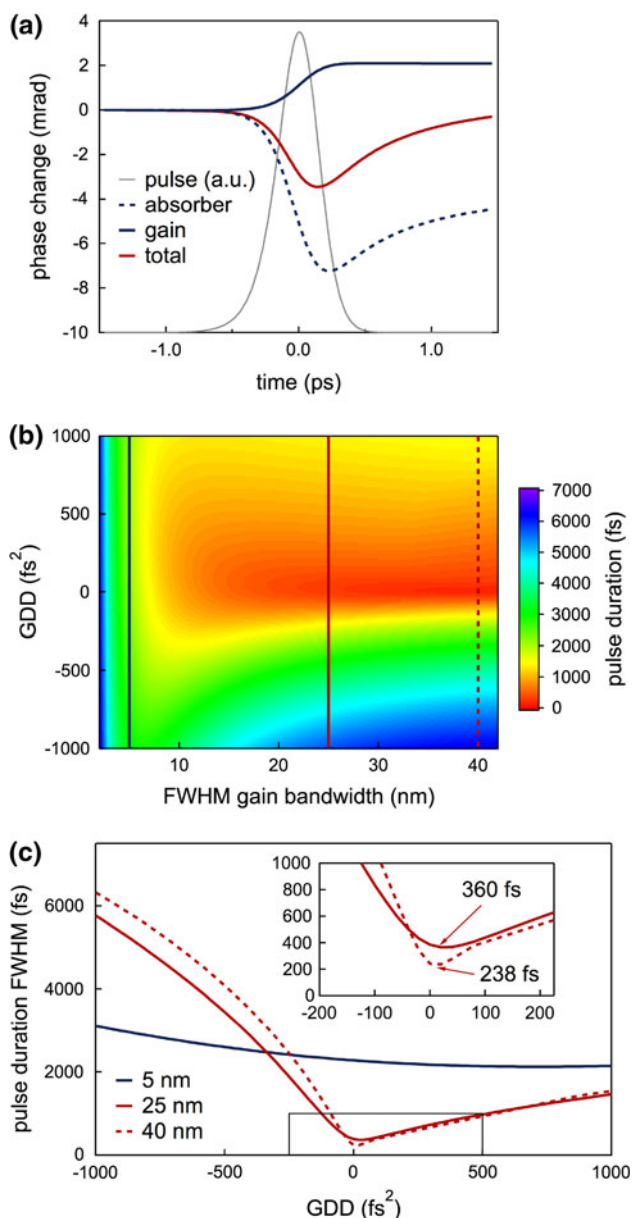 (a)
4
2
0
-2
-4
-6
-8
-10
phase change (mrad)
pulse (a.u.)
absorber
gain
total
-1.0
0.0
1.0
time (ps)
(b)
1000
500
0
-500
-1000
GDD (fs²)
10
20
30
40
FWHM gain bandwidth (nm)
7000
6000
5000
4000
3000
2000
1000
0
pulse duration (fs)
(c)
6000
4000
2000
0
pulse duration FWHM (fs)
5 nm
25 nm
40 nm
1000
800
600
400
200
0
-200
-100
0
100
200
360 fs
238 fs
-1000
-500
0
500
1000
GDD (fs²)